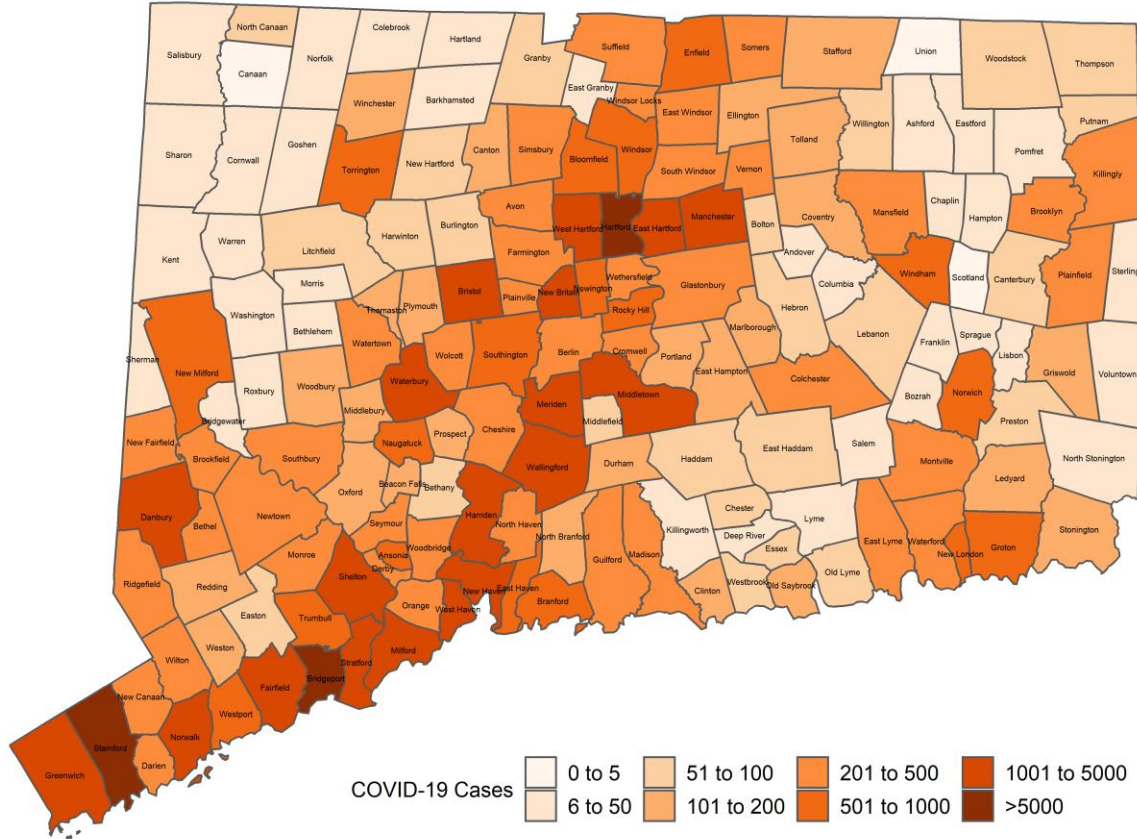 North Canaan
Colebrook
Hartland
Salisbury
Norfolk
Canaan
Granby
Suffield
Enfield
Somers
Stafford
Union
Woodstock
Thompson
East Granby
Winchester
Barkhamsted
Windsor Locks
East Windsor
Ellington
Willington
Ashford
Eastford
Putnam
Sharon
Cornwall
Goshen
Torrington
New Hartford
Canton
Simsbury
Bloomfield
Windsor
Tolland
Pomfret
Killingly
South Windsor
Vernon
Avon
West Hartford
Hartford
East Hartford
Manchester
Bolton
Coventry
Mansfield
Chaplin
Hampton
Brooklyn
Kent
Warren
Litchfield
Harwinton
Burlington
Farmington
Andover
Morris
Bristol
Plainville
New Britain
Newington
Wethersfield
Glastonbury
Columbia
Windham
Scotland
Canterbury
Plainfield
Sterling
Washington
Bethlehem
Thomaston
Plymouth
Rocky Hill
Hebron
Marlborough
Lebanon
Watertown
Wolcott
Southington
Berlin
Cromwell
Portland
East Hampton
Franklin
Sprague
Lisbon
Griswold
Voluntown
Sherman
New Milford
Roxbury
Woodbury
Waterbury
Colchester
Bridgewater
Middlebury
Meriden
Middletown
Middlefield
Bozrah
Norwich
Preston
New Fairfield
Brookfield
Southbury
Naugatuck
Prospect
Cheshire
Wallingford
Durham
Haddam
East Haddam
Salem
Montville
North Stonington
Ledyard
Danbury
Bethel
Newtown
Oxford
Beacon Falls
Bethany
Hamden
Seymour
North Haven
North Branford
Killingworth
Chester
Deep River
Lyme
Essex
Ridgefield
Redding
Monroe
Ansonia
Derby
Woodbridge
Guilford
Madison
East Lyme
Waterford
New London
Groton
Stonington
Easton
Shelton
Orange
New Haven
West Haven
East Haven
Branford
Clinton
Westbrook
Old Saybrook
Old Lyme
Trumbull
Wilton
Weston
Milford
Stratford
Bridgeport
Fairfield
New Canaan
Westport
Norwalk
Stamford
Darien
Greenwich
COVID-19 Cases
0 to 5
6 to 50
51 to 100
101 to 200
201 to 500
501 to 1000
1001 to 5000
>5000